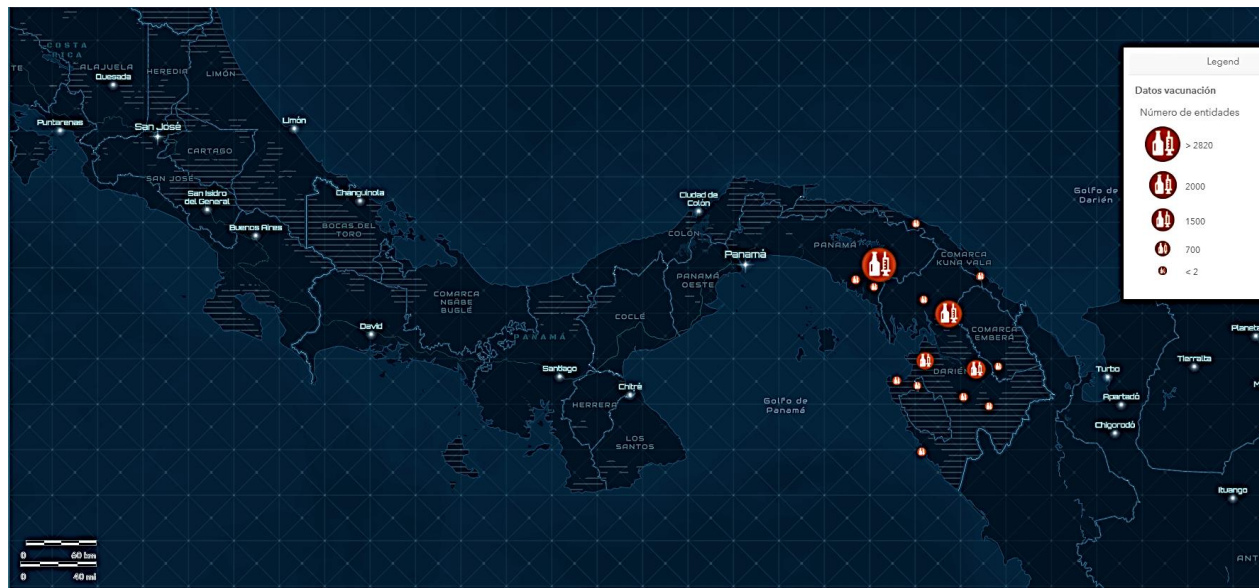 COSTA
RICA
ALAJUELA
Quesada
HEREDIA
LIMÓN
Puntarenas
San José
Limón
CARTAGO
SAN JOSÉ
San Isidro
del General
Buenos Aires
Changuinola
BOCAS DEL
TORO
COMARCA
NGÄBE
BUGLÉ
David
PANAMÁ
Santiago
COCLÉ
Chitré
HERRERA
LOS
SANTOS
Ciudad de
Colón
COLÓN
Panamá
PANAMÁ
OESTE
PANAMÁ
COMARCA
KUNA YALA
COMARCA
EMBERÁ
DARIÉN
Golfo de
Panamá
Golfo de
Darién
Turbo
Apartadó
Chigorodó
Tierralta
Planeta
Ituango
ANT
Legend
Datos vacunación
Número de entidades
> 2820
2000
1500
700
< 2
0 60 km
0 40 mi